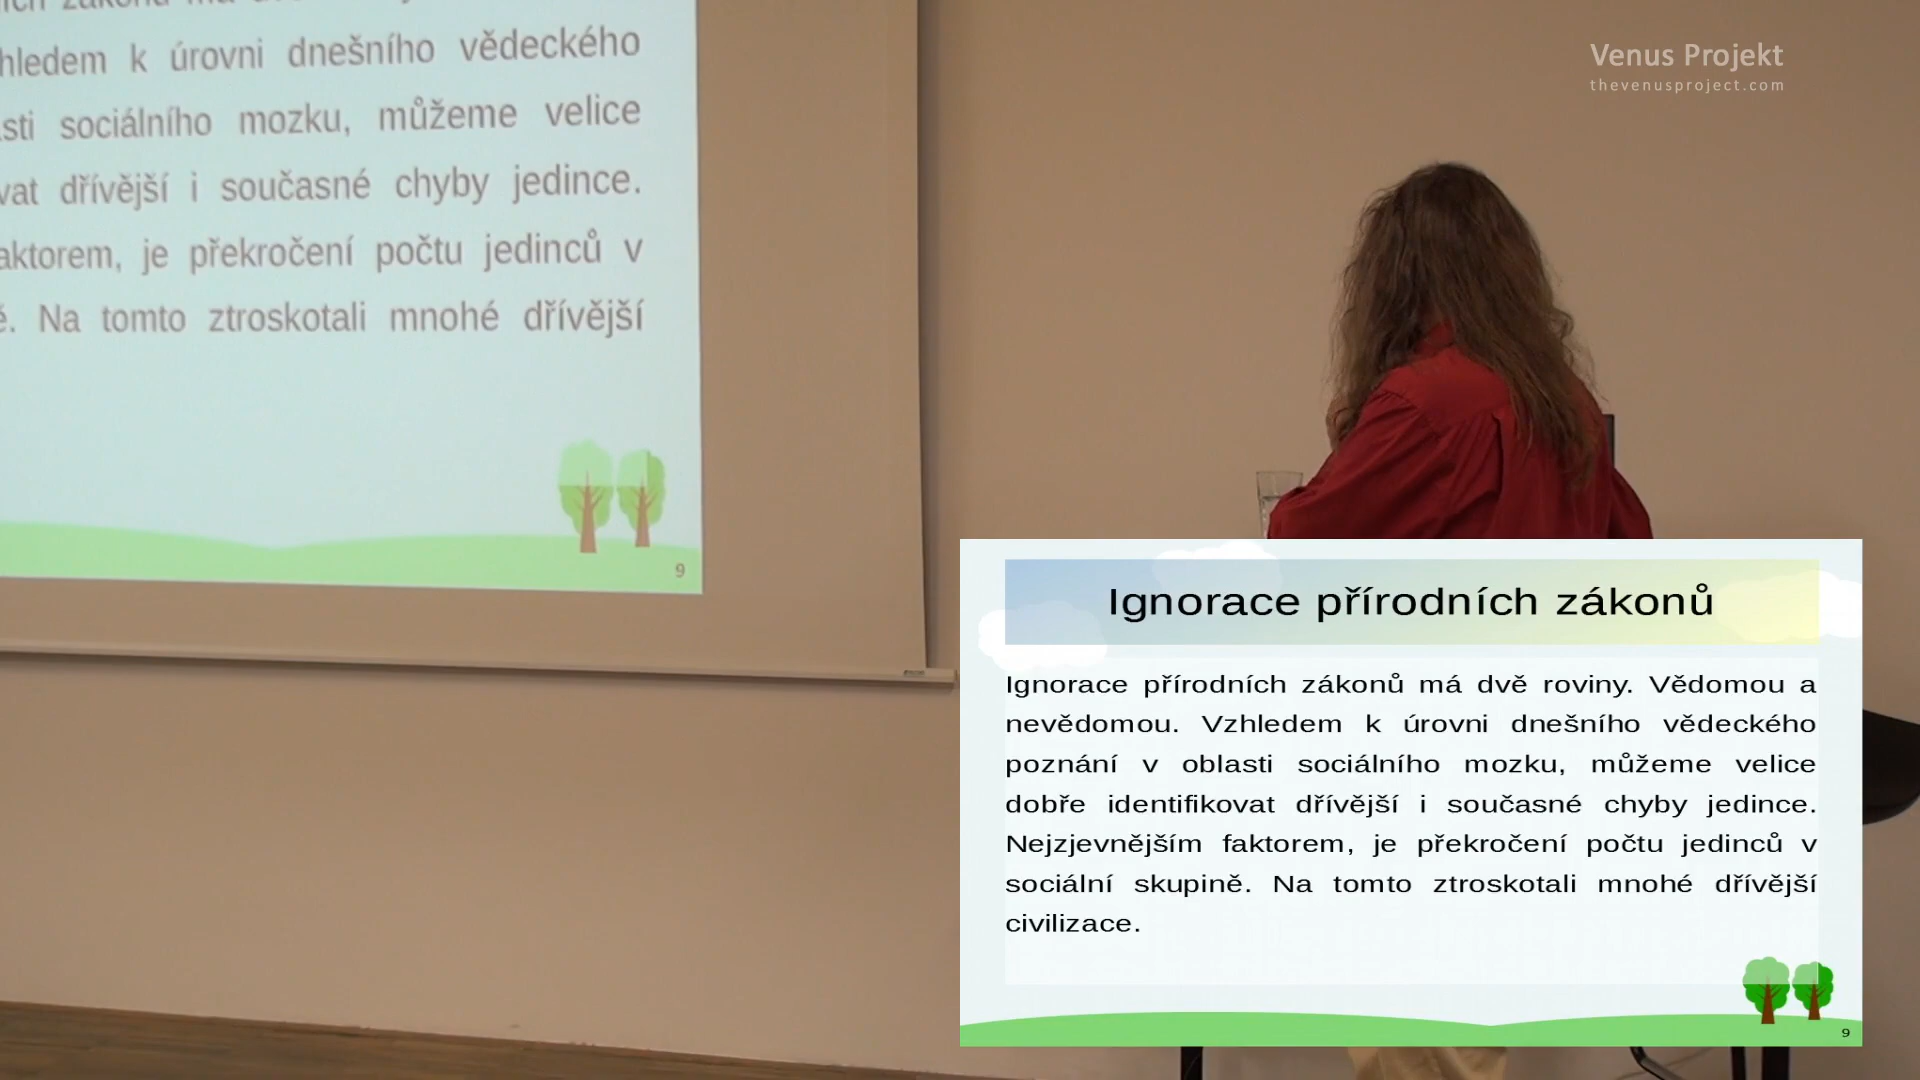 hledem k úrovni dnešního vědeckého
sti sociálního mozku, můžeme velice
vat dřívější i současné chyby jedince.
aktorem, je překročení počtu jedinců v
ě. Na tomto ztroskotali mnohé dřívější
9
Venus Projekt
thevenusproject.com
Ignorace přírodních zákonů
Ignorace přírodních zákonů má dvě roviny. Vědomou a
nevědomou. Vzhledem k úrovni dnešního vědeckého
poznání v oblasti sociálního mozku, můžeme velice
dobře identifikovat dřívější i současné chyby jedince.
Nejzjevnějším faktorem, je překročení počtu jedinců v
sociální skupině. Na tomto ztroskotali mnohé dřívější
civilizace.
9